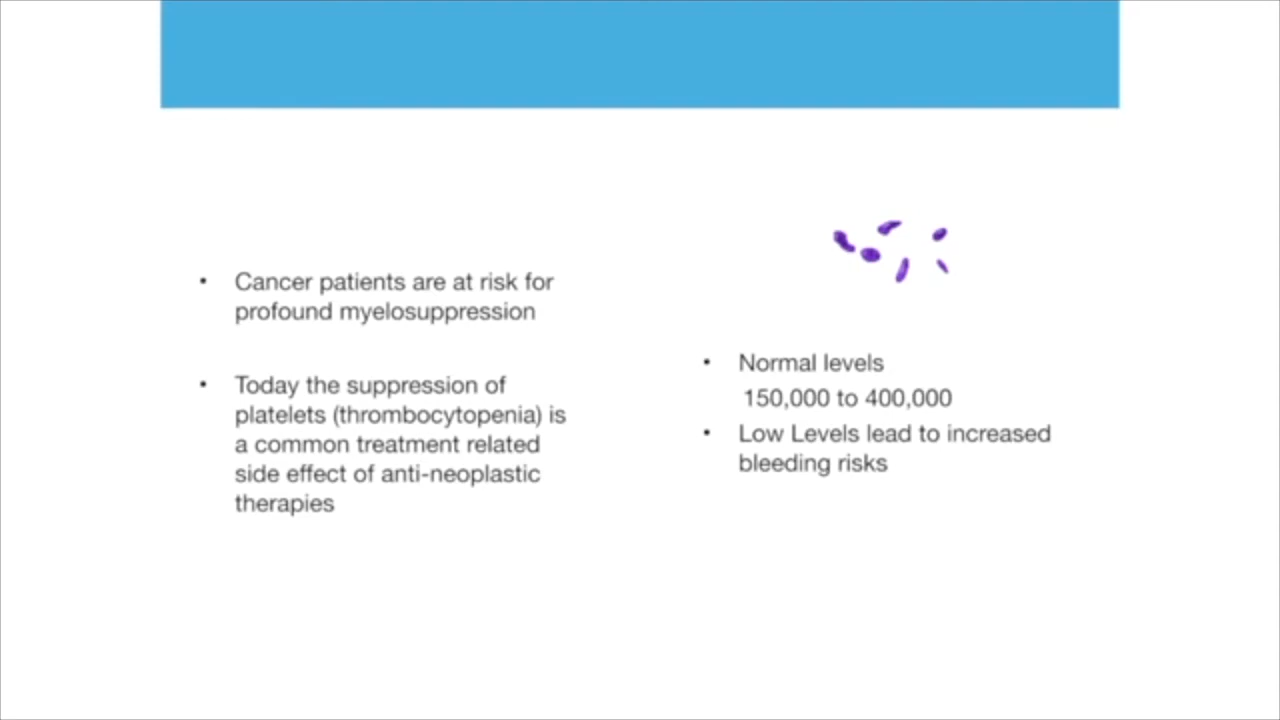 • Cancer patients are at risk for
profound myelosuppression
• Today the suppression of
platelets (thrombocytopenia) is
a common treatment related
side effect of anti-neoplastic
therapies
• Normal levels
150,000 to 400,000
• Low Levels lead to increased
bleeding risks